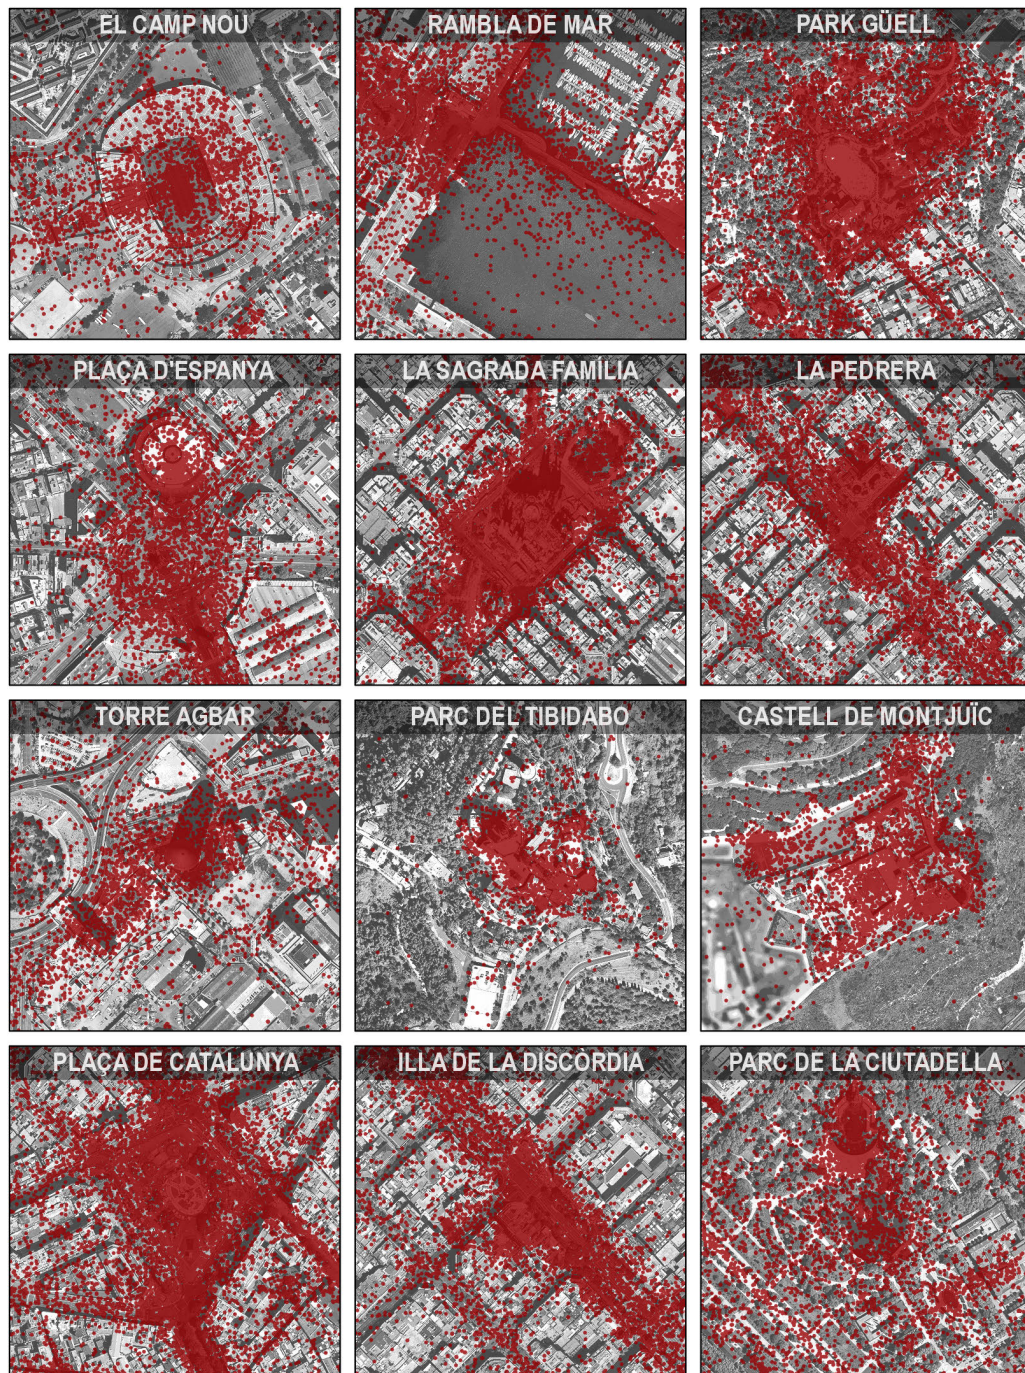 EL CAMP NOU
RAMBLA DE MAR
PARK GÜELL
PLAÇA D'ESPANYA
LA SAGRADA FAMÍLIA
LA PEDRERA
TORRE AGBAR
PARC DEL TIBIDABO
CASTELL DE MONTJUÏC
PLAÇA DE CATALUNYA
ILLA DE LA DISCÒRDIA
PARC DE LA CIUTADELLA